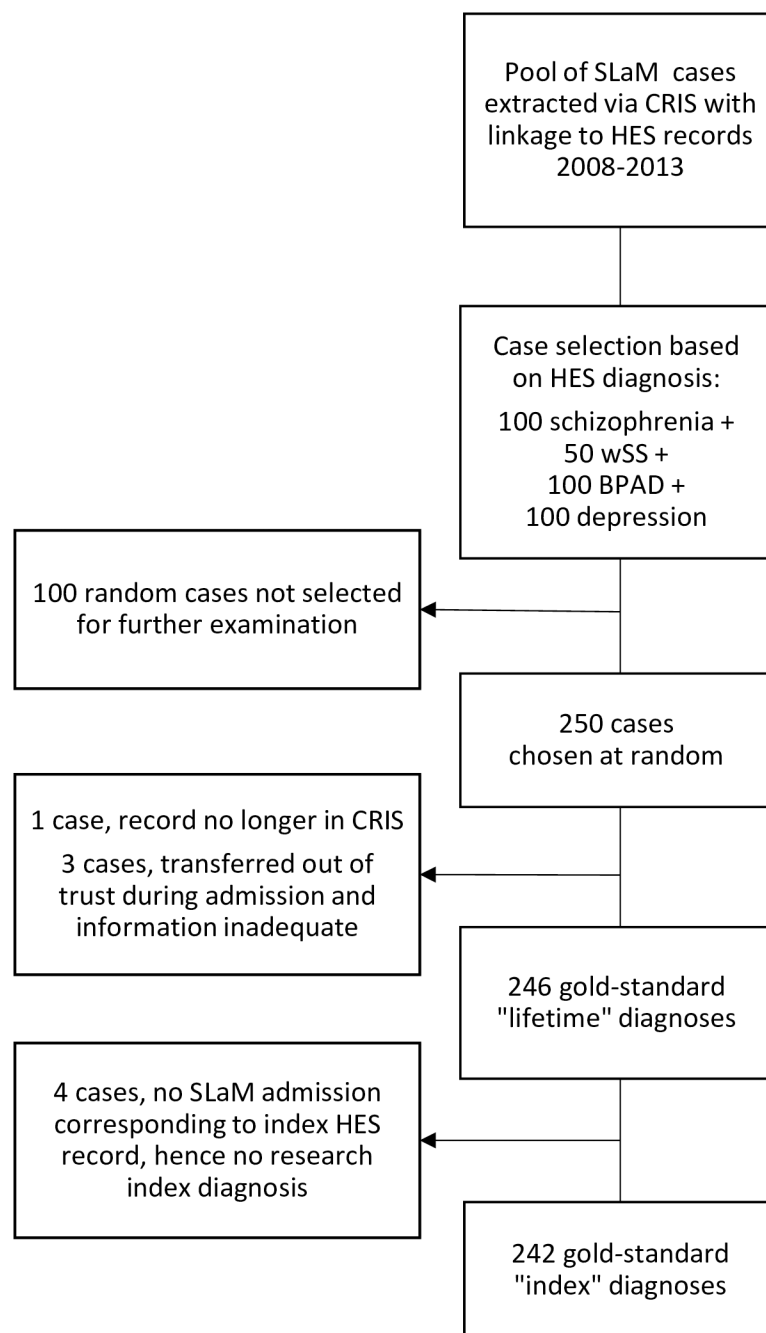 Pool of SLaM cases
extracted via CRIS with
linkage to HES records
2008-2013
Case selection based
on HES diagnosis:
100 schizophrenia +
50 wSS +
100 BPAD +
100 depression
100 random cases not selected
for further examination
250 cases
chosen at random
1 case, record no longer in CRIS
3 cases, transferred out of
trust during admission and
information inadequate
246 gold-standard
"lifetime" diagnoses
4 cases, no SLaM admission
corresponding to index HES
record, hence no research
index diagnosis
242 gold-standard
"index" diagnoses